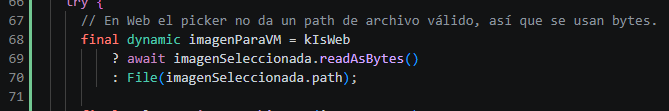 66 try {
67 // En Web el picker no da un path de archivo válido, así que se usan bytes.
68 final dynamic imagenParaVM = kIsWeb
69 ? await imagenSeleccionada.readAsBytes()
70 : File(imagenSeleccionada.path);
71